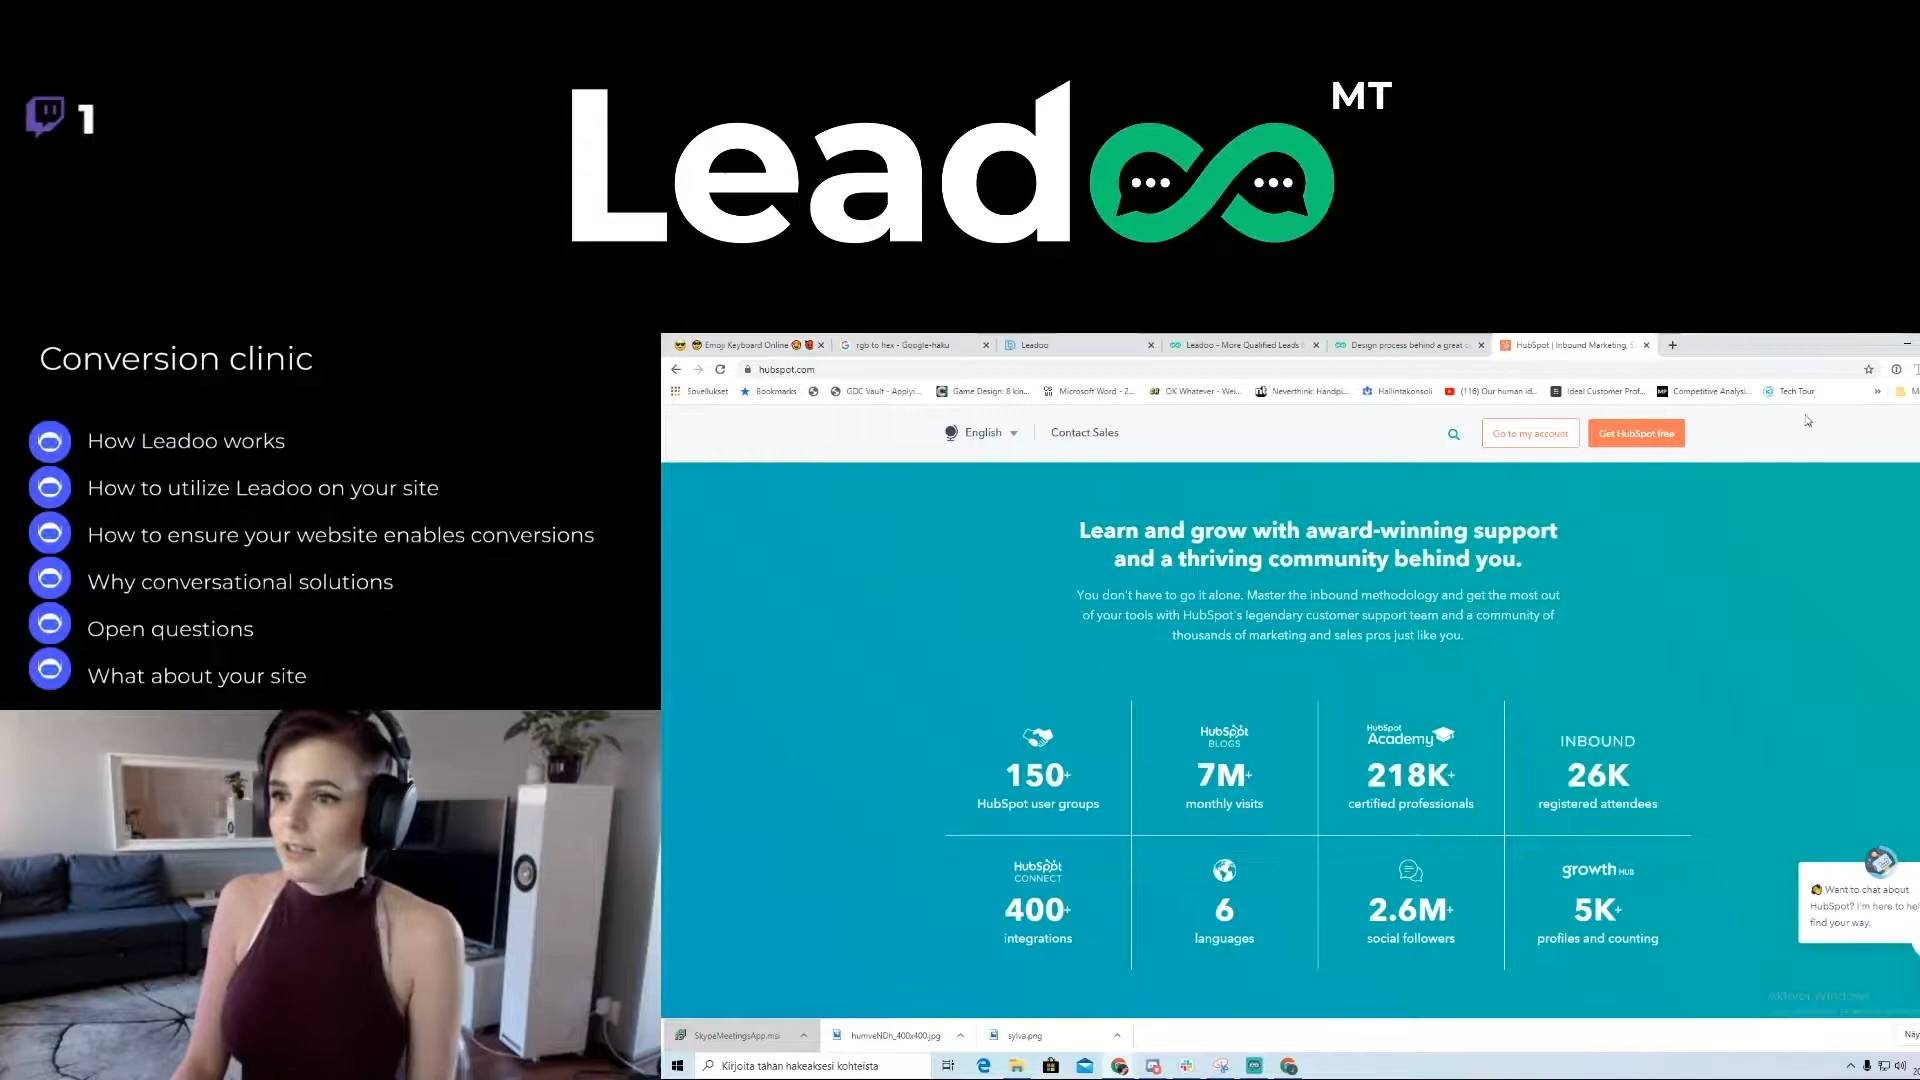 1
Leadoo MT
Conversion clinic
How Leadoo works
How to utilize Leadoo on your site
How to ensure your website enables conversions
Why conversational solutions
Open questions
What about your site
Emoji Keyboard Online
rgb to hex - Google-haku
Leadoo
Leadoo - More Qualified Leads
Design process behind a great
HubSpot | Inbound Marketing, S
hubspot.com
Sovellukset
Bookmarks
GDC Vault - Applyi...
Game Design: 8 kin...
Microsoft Word - 2...
OK Whatever - Wei...
Neverthink: Handpi...
Hallintakonsoli
(116) Our human id...
Ideal Customer Prof...
Competitive Analysi...
Tech Tour
English
Contact Sales
Go to my account
Get HubSpot free
Learn and grow with award-winning support
and a thriving community behind you.
You don't have to go it alone. Master the inbound methodology and get the most out
of your tools with HubSpot's legendary customer support team and a community of
thousands of marketing and sales pros just like you.
150+
HubSpot user groups
HubSpot
BLOGS
7M+
monthly visits
HubSpot
Academy
218K+
certified professionals
INBOUND
26K
registered attendees
HubSpot
CONNECT
400+
integrations
6
languages
2.6M+
social followers
growth HUB
5K+
profiles and counting
Want to chat about
HubSpot? I'm here to hel
find your way.
SkypeMeetingsApp.msi
humveNDh_400x400.jpg
sylva.png
Kirjoita tähän hakeaksesi kohteista